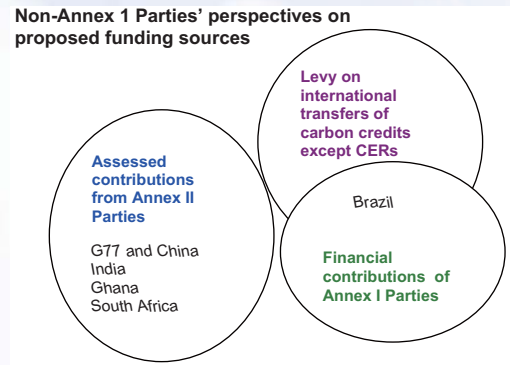 Non-Annex 1 Parties' perspectives on
proposed funding sources
Levy on
international
transfers of
carbon credits
except CERs
Assessed
contributions
from Annex II
Parties
G77 and China
India
Ghana
South Africa
Brazil
Financial
contributions of
Annex I Parties